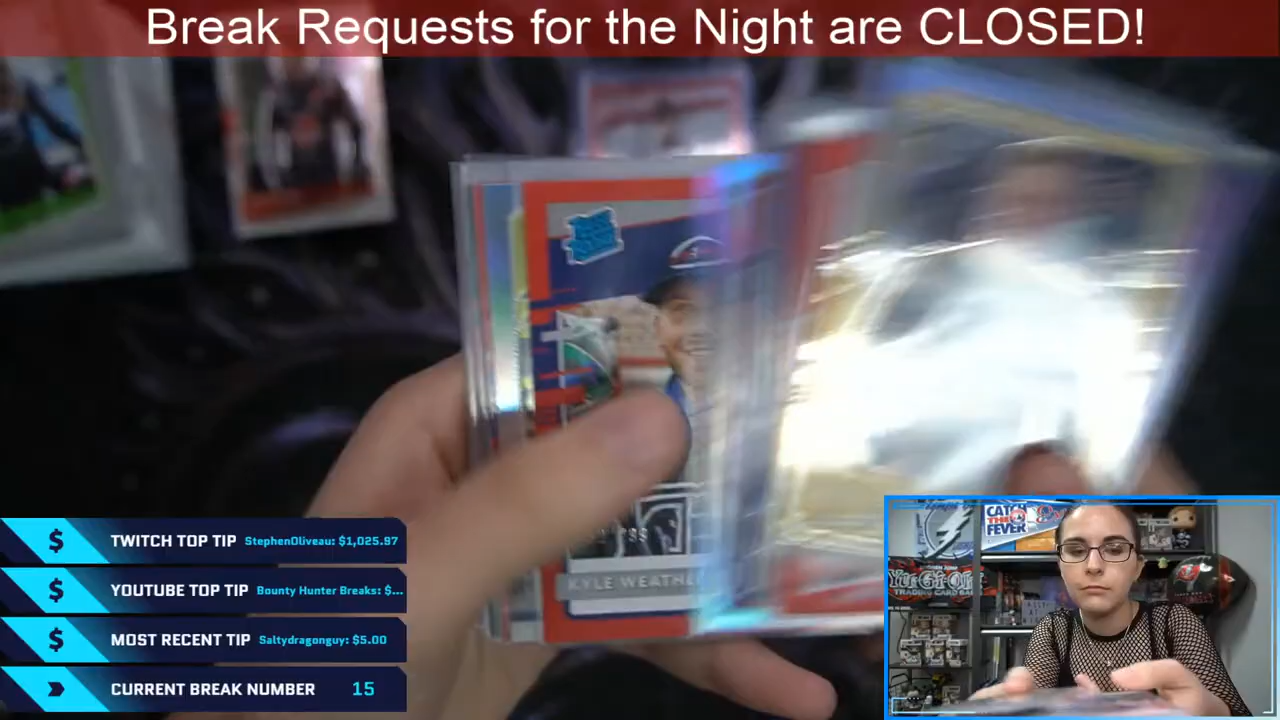 Break Requests for the Night are CLOSED!
KYLE WEATHE
TWITCH TOP TIP StephenOliveau: $1,025.97
YOUTUBE TOP TIP Bounty Hunter Breaks: $...
MOST RECENT TIP Saltydragonguy: $5.00
CURRENT BREAK NUMBER 15
CATCH
THE
FEVER
Yu-Gi-Oh!
TRADING CARD GA